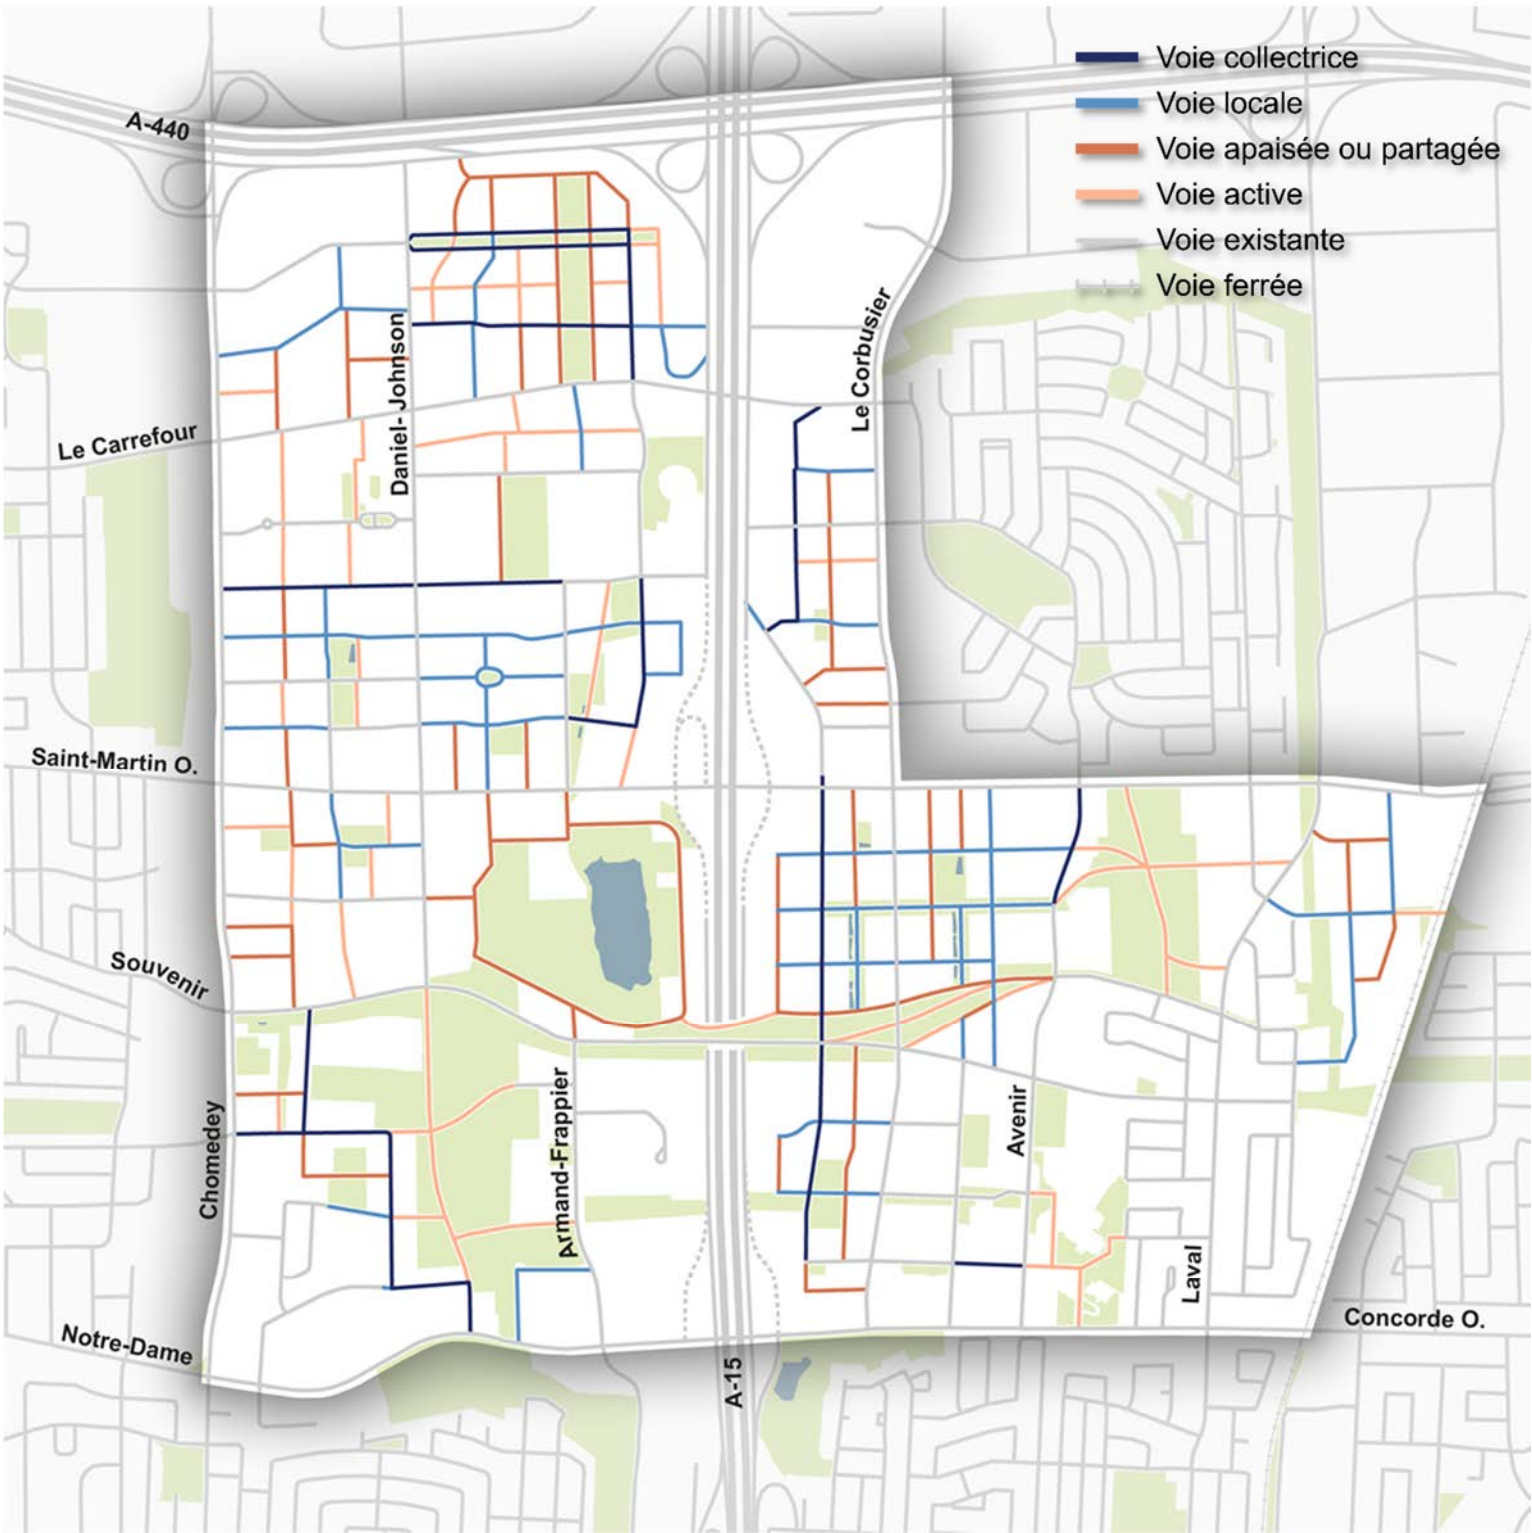 Voie collectrice
Voie locale
Voie apaisée ou partagée
Voie active
Voie existante
Voie ferrée
A-440
Le Corbusier
Daniel- Johnson
Le Carrefour
Saint-Martin O.
Souvenir
Chomedey
Armand-Frappier
Avenir
Laval
Concorde O.
Notre-Dame
A-15